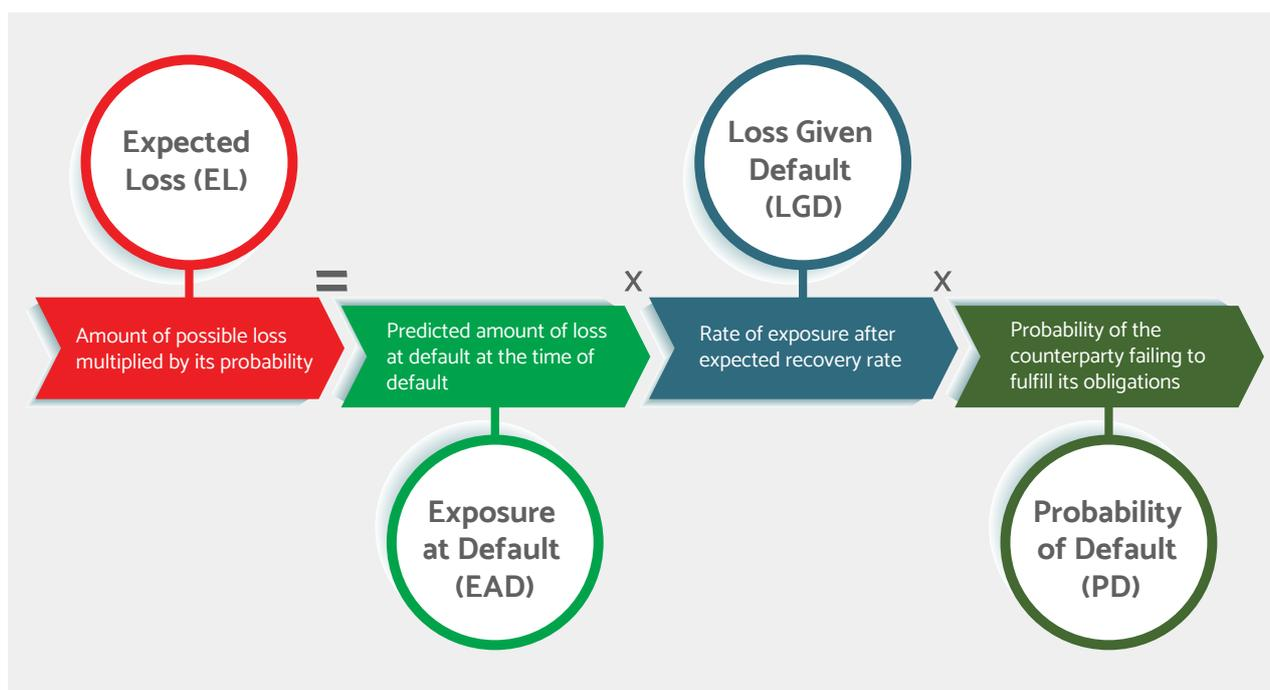 Expected
Loss (EL)
Amount of possible loss
multiplied by its probability
=
Predicted amount of loss
at default at the time of
default
Exposure
at Default
(EAD)
x
Loss Given
Default
(LGD)
Rate of exposure after
expected recovery rate
x
Probability of the
counterparty failing to
fulfill its obligations
Probability
of Default
(PD)